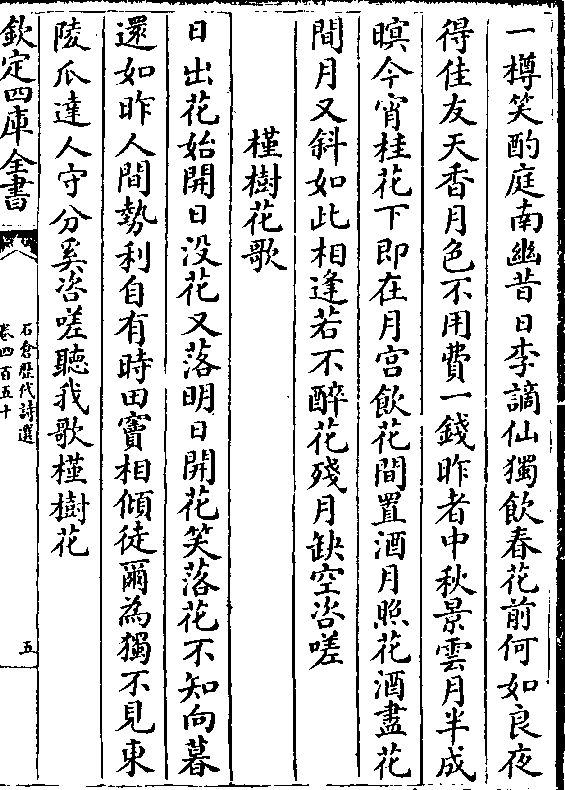 一樽笑酌庭南幽昔日李謫仙獨飲春花前何如良夜
得佳友天香月色不用費一錢昨者中秋景雲月半成
暝今宵桂花下即在月宮飲花間置酒月照花酒盡花
間月又斜如此相逢若不醉花殘月缺空咨嗟
槿樹花歌
日出花始開日没花又落明日開花笑落花不知向暮
還如昨人間勢利自有時田竇相傾徒爾為獨不見東
陵瓜達人守分奚咨嗟聽我歌槿樹花
欽定四庫全書
石倉歷代詩選
卷四百五十
五